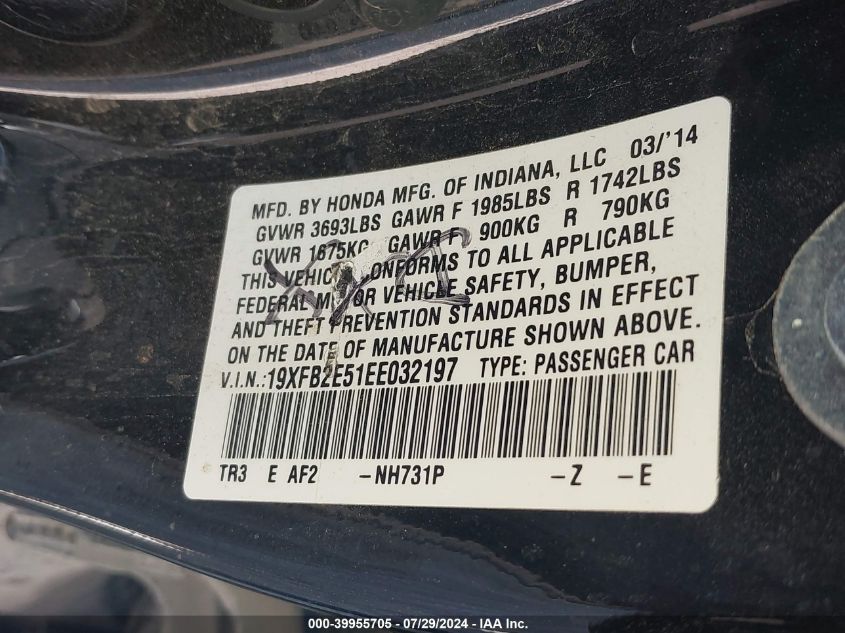 MFD. BY HONDA MFG. OF INDIANA, LLC 03/'14
GVWR 3693LBS GAWR F 1985LBS R 1742LBS
GVWR 1675KG GAWR F 900KG R 790KG
THIS VEHICLE CONFORMS TO ALL APPLICABLE
FEDERAL MOTOR VEHICLE SAFETY, BUMPER,
AND THEFT PREVENTION STANDARDS IN EFFECT
ON THE DATE OF MANUFACTURE SHOWN ABOVE.
V.I.N.:19XFB2E51EE032197 TYPE: PASSENGER CAR
TR3 E AF2 -NH731P -Z -E
000-39955705 - 07/29/2024 - IAA Inc.